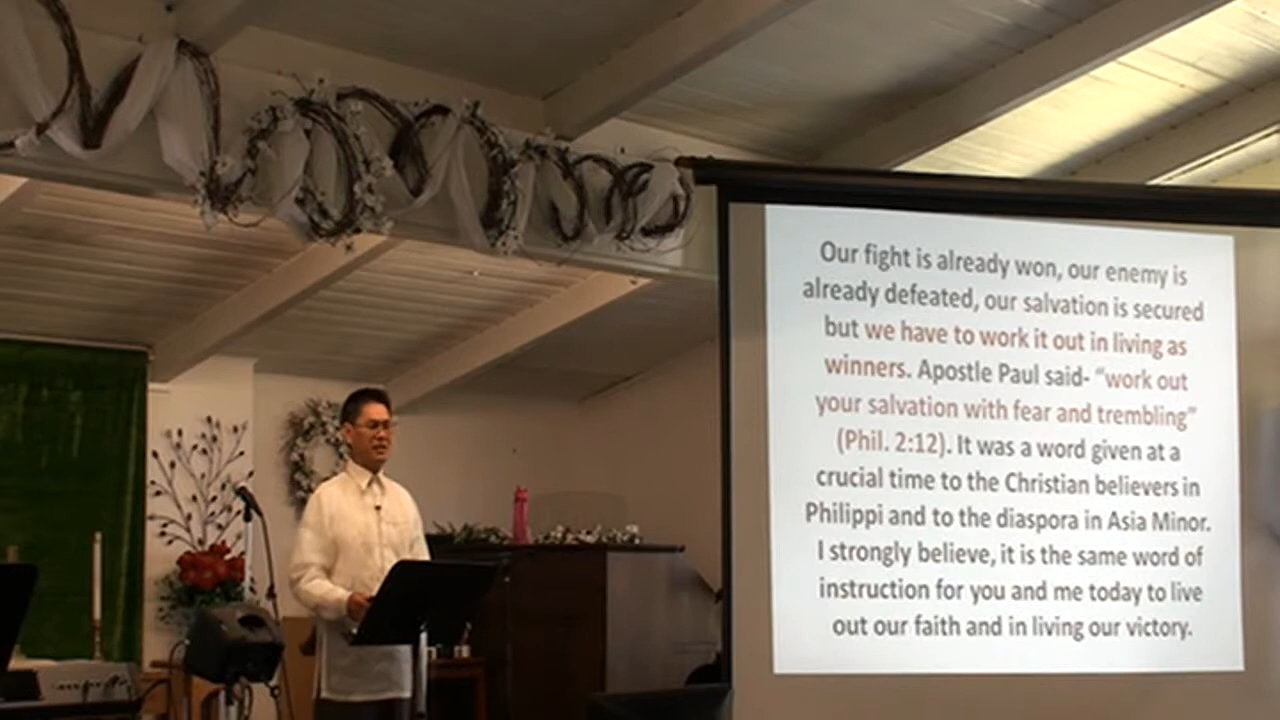 Our fight is already won, our enemy is
already defeated, our salvation is secured
but we have to work it out in living as
winners. Apostle Paul said- “work out
your salvation with fear and trembling”
(Phil. 2:12). It was a word given at a
crucial time to the Christian believers in
Philippi and to the diaspora in Asia Minor.
I strongly believe, it is the same word of
instruction for you and me today to live
out our faith and in living our victory.